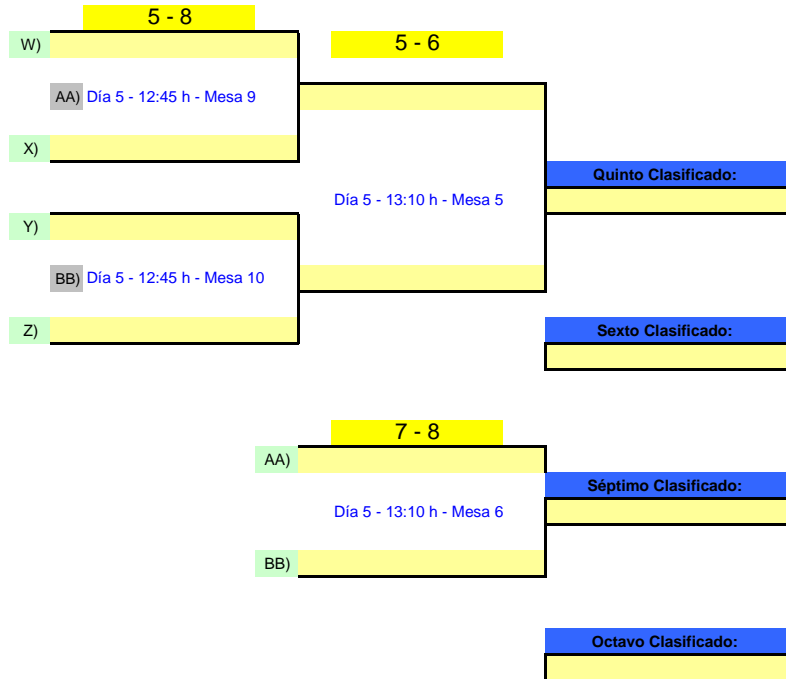 5 - 8
W)
5 - 6
AA) Día 5 - 12:45 h - Mesa 9
X)
Quinto Clasificado:
Día 5 - 13:10 h - Mesa 5
Y)
BB) Día 5 - 12:45 h - Mesa 10
Z)
Sexto Clasificado:
7 - 8
AA)
Séptimo Clasificado:
Día 5 - 13:10 h - Mesa 6
BB)
Octavo Clasificado: